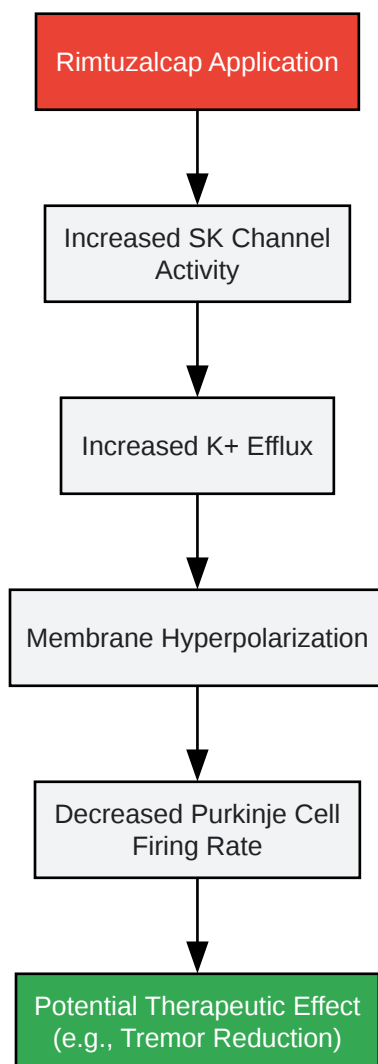 Rimtuzalcap Application
Increased SK Channel
Activity
Increased K+ Efflux
Membrane Hyperpolarization
Decreased Purkinje Cell
Firing Rate
Potential Therapeutic Effect
(e.g., Tremor Reduction)